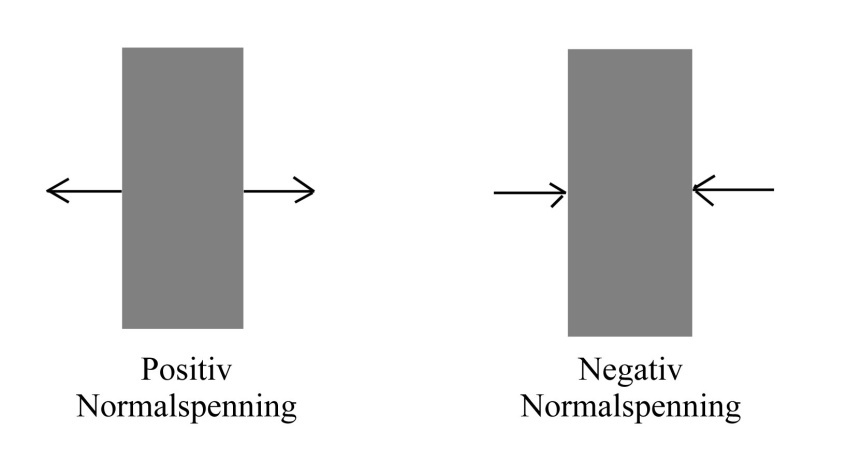 Positiv
Normalspenning
Negativ
Normalspenning